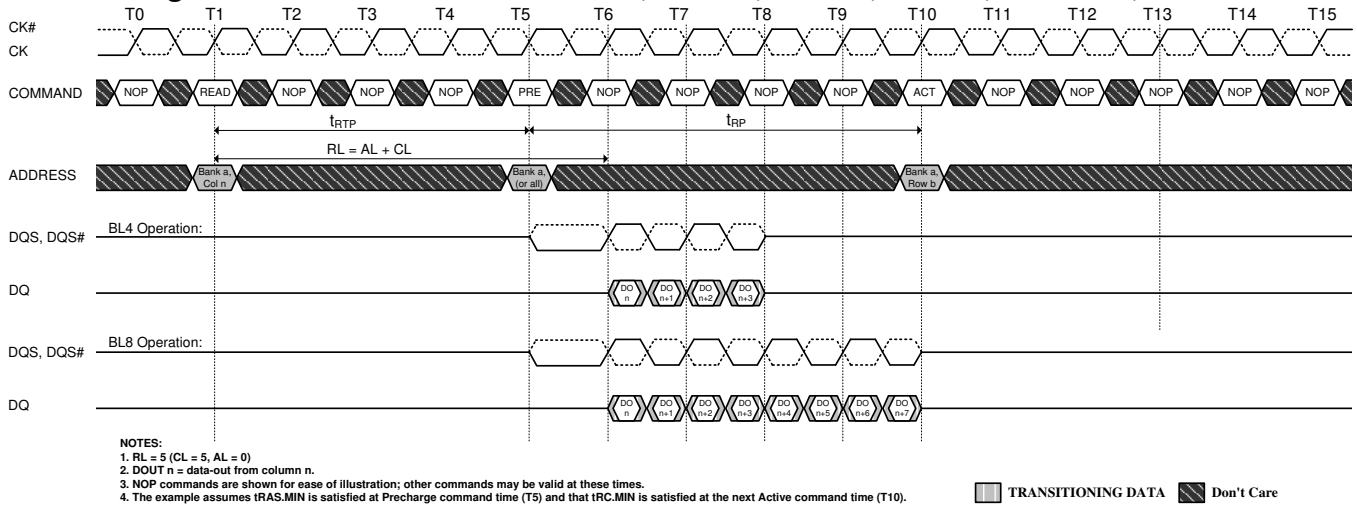 T0 T1 T2 T3 T4 T5 T6 T7 T8 T9 T10 T11 T12 T13 T14 T15
CK#
CK
COMMAND NOP READ NOP NOP NOP PRE NOP NOP NOP NOP ACT NOP NOP NOP NOP NOP
tRTP tRP
RL = AL + CL
ADDRESS Bank a, Col n Bank a, (or all) Bank a, Row b
BL4 Operation:
DQS, DQS#
DQ DO n DO n+1 DO n+2 DO n+3
BL8 Operation:
DQS, DQS#
DQ DO n DO n+1 DO n+2 DO n+3 DO n+4 DO n+5 DO n+6 DO n+7
NOTES:
1. RL = 5 (CL = 5, AL = 0)
2. DOUT n = data-out from column n.
3. NOP commands are shown for ease of illustration; other commands may be valid at these times.
4. The example assumes tRAS.MIN is satisfied at Precharge command time (T5) and that tRC.MIN is satisfied at the next Active command time (T10).
TRANSITIONING DATA Don't Care